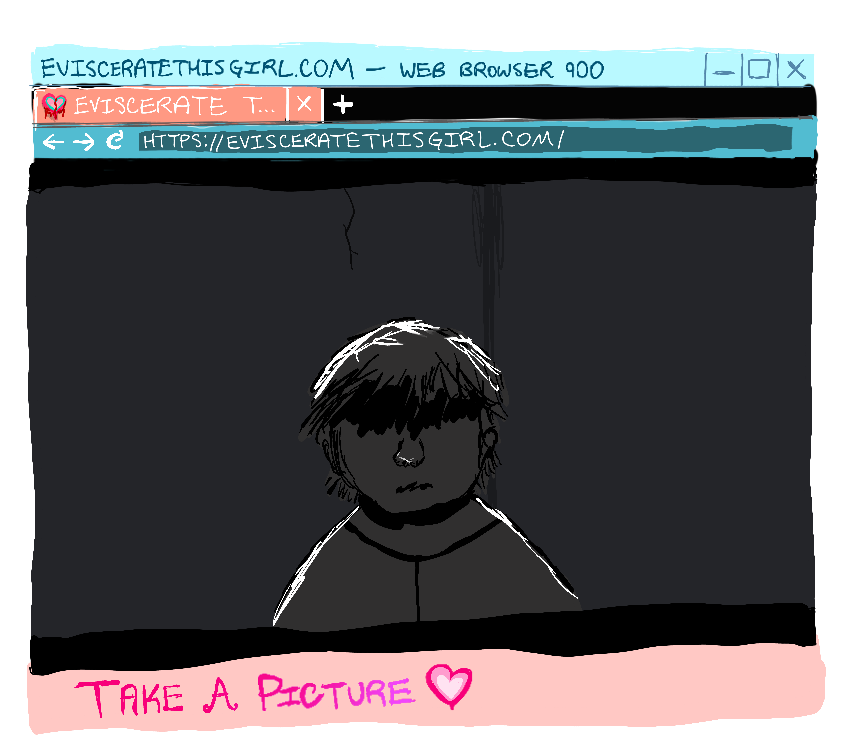 EVISCERATETHISGIRL.COM — WEB BROWSER 900
EVISCERATE T...
HTTPS://EVISCERATETHISGIRL.COM/
TAKE A PICTURE